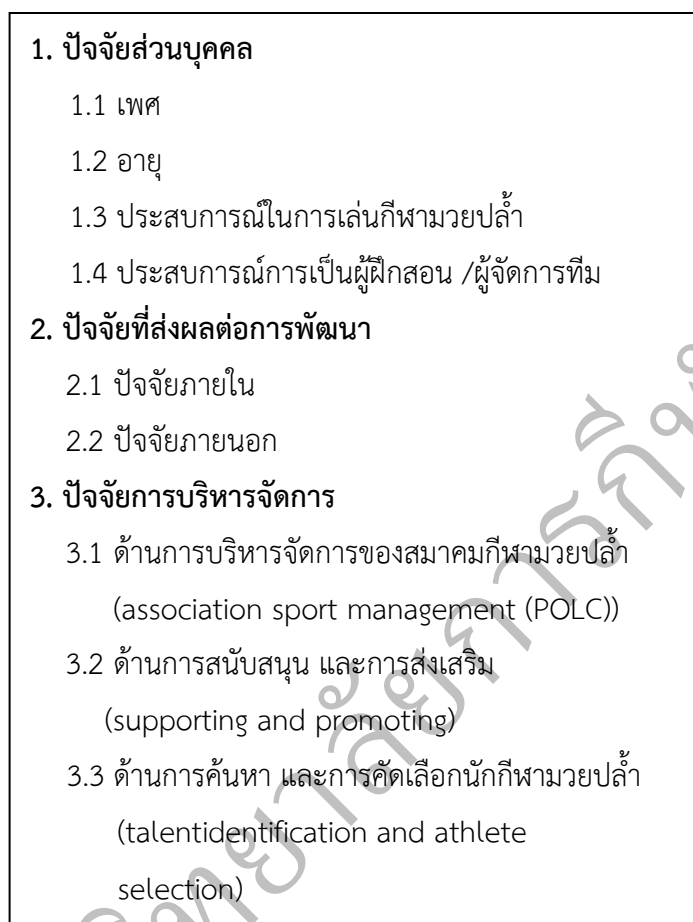 1. ปัจจัยส่วนบุคคล
1.1 เพศ
1.2 อายุ
1.3 ประสบการณ์ในการเล่นกีฬามวยปล้ำ
1.4 ประสบการณ์การเป็นผู้ฝึกสอน /ผู้จัดการทีม
2. ปัจจัยที่ส่งผลต่อการพัฒนา
2.1 ปัจจัยภายใน
2.2 ปัจจัยภายนอก
3. ปัจจัยการบริหารจัดการ
3.1 ด้านการบริหารจัดการของสมาคมกีฬามวยปล้ำ
(association sport management (POLC))
3.2 ด้านการสนับสนุน และการส่งเสริม
(supporting and promoting)
3.3 ด้านการค้นหา และการคัดเลือกนักกีฬามวยปล้ำ
(talentidentification and athlete
selection)